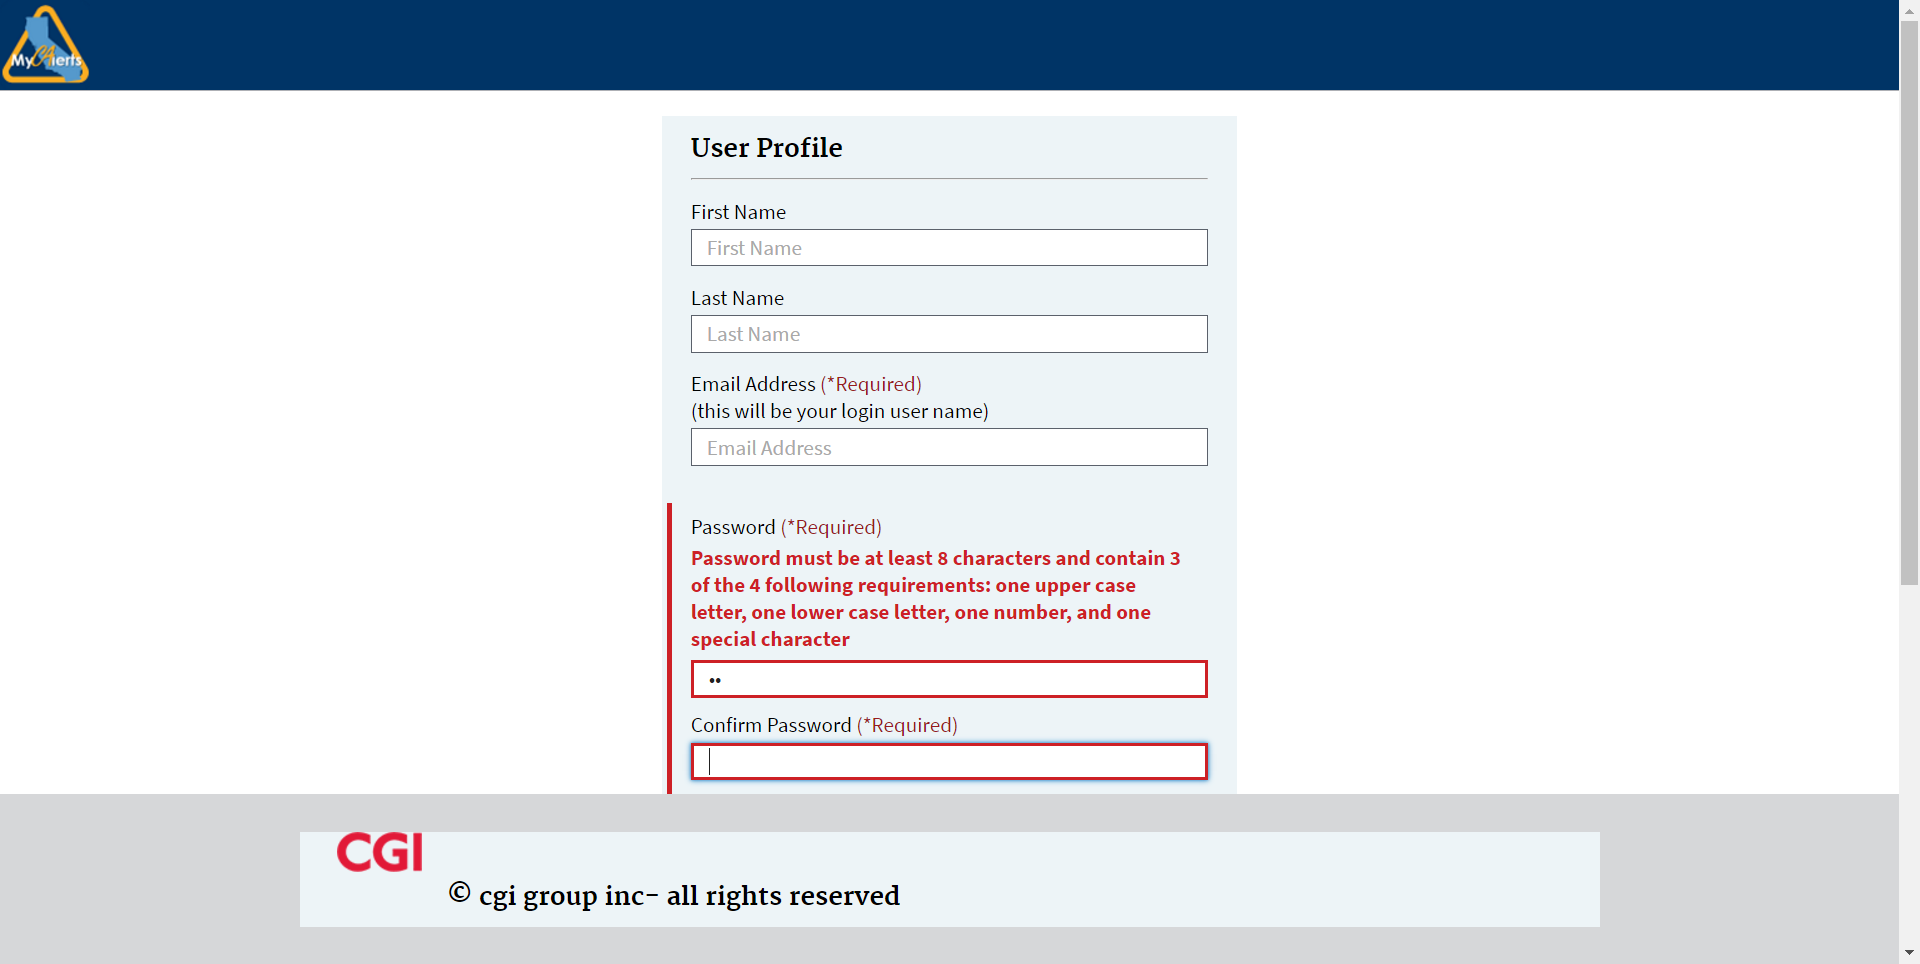 MyCAlerts
User Profile
First Name
First Name
Last Name
Last Name
Email Address (*Required)
(this will be your login user name)
Email Address
Password (*Required)
Password must be at least 8 characters and contain 3
of the 4 following requirements: one upper case
letter, one lower case letter, one number, and one
special character
••
Confirm Password (*Required)
CGI
© cgi group inc- all rights reserved